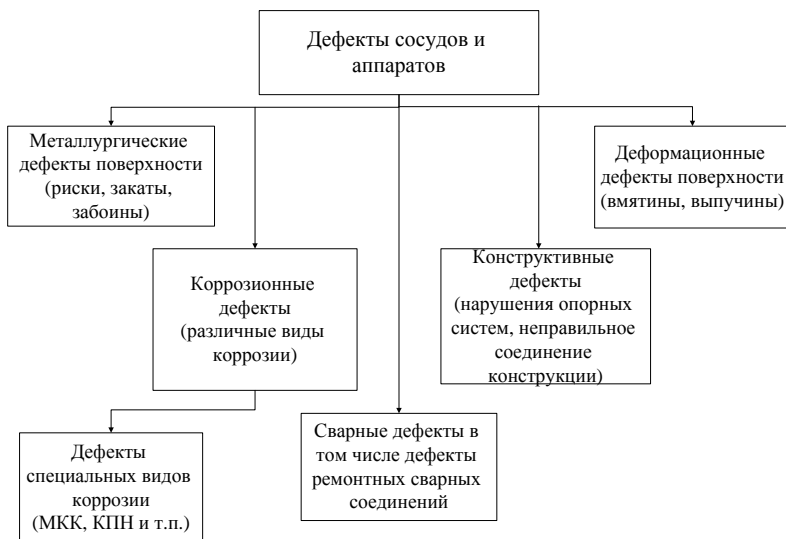 Дефекты сосудов и
аппаратов
Металлургические
дефекты поверхности
(риски, закаты,
забоины)
Деформационные
дефекты поверхности
(вмятины, выпучины)
Коррозионные
дефекты
(различные виды
коррозии)
Конструктивные
дефекты
(нарушения опорных
систем, неправильное
соединение
конструкции)
Дефекты
специальных видов
коррозии
(МКК, КПН и т.п.)
Сварные дефекты в
том числе дефекты
ремонтных сварных
соединений